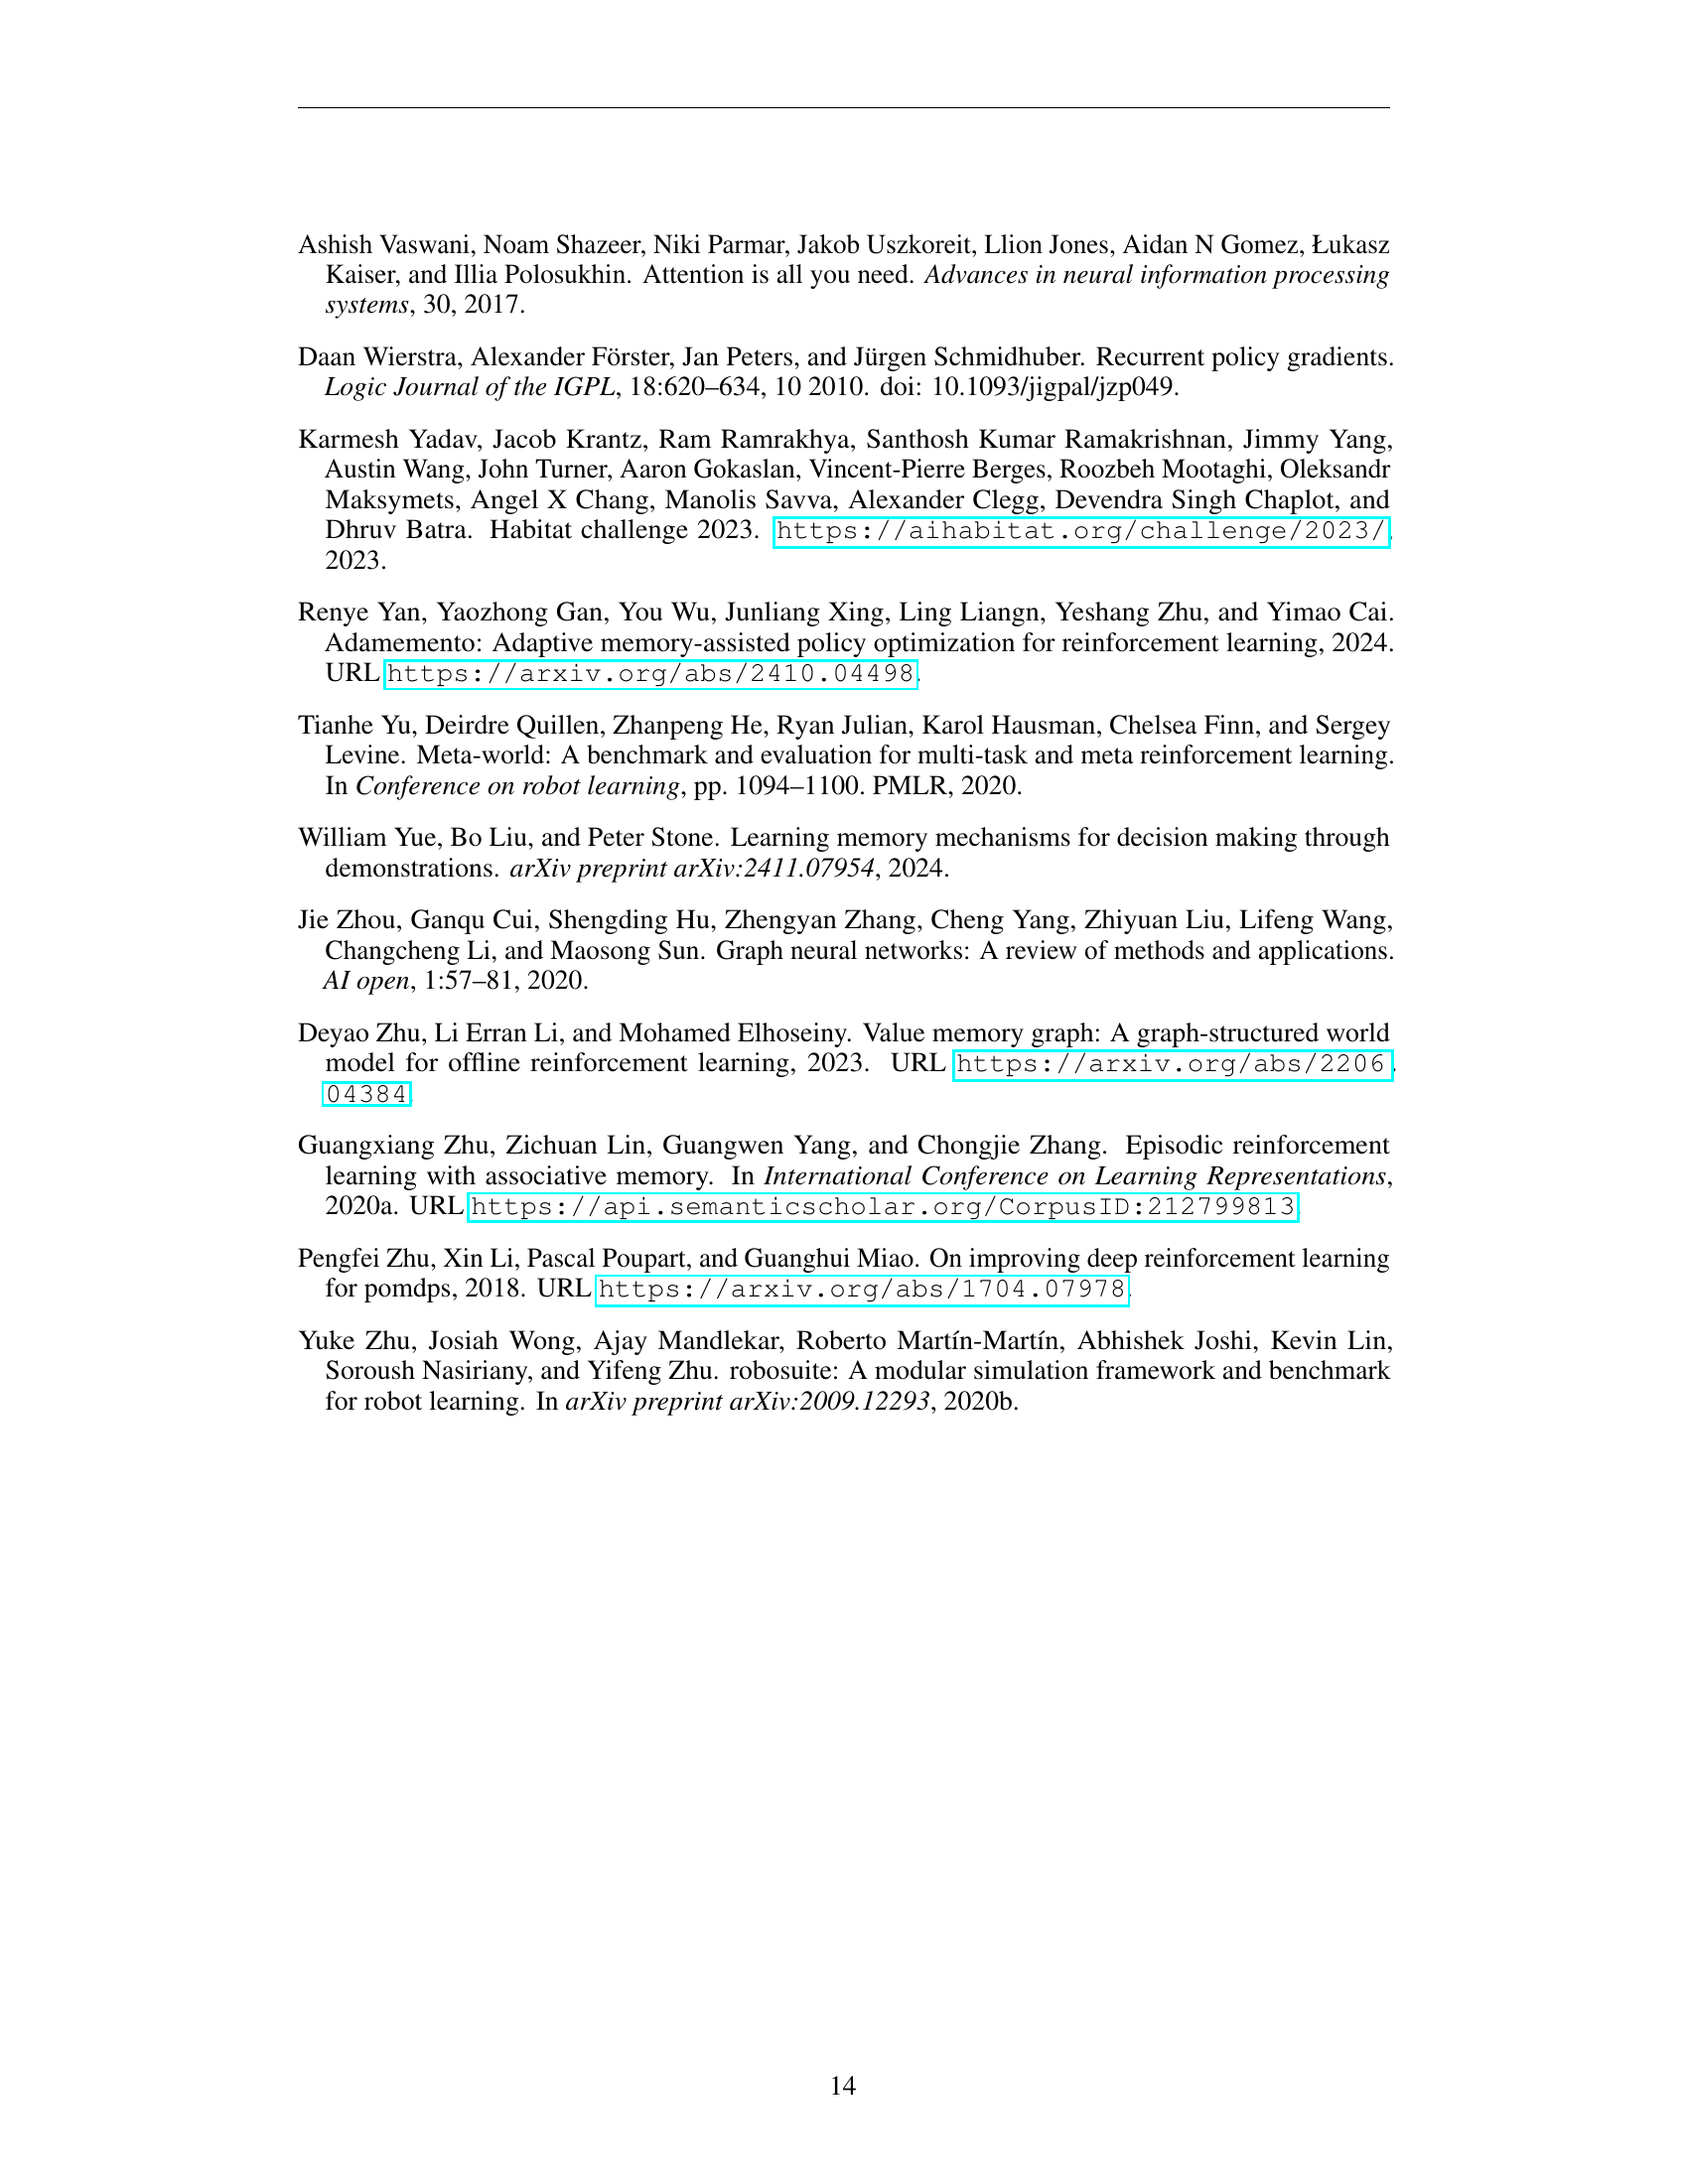 Ashish Vaswani, Noam Shazeer, Niki Parmar, Jakob Uszkoreit, Llion Jones, Aidan N Gomez, Łukasz
Kaiser, and Illia Polosukhin. Attention is all you need. Advances in neural information processing
systems, 30, 2017.
Daan Wierstra, Alexander Förster, Jan Peters, and Jürgen Schmidhuber. Recurrent policy gradients.
Logic Journal of the IGPL, 18:620–634, 10 2010. doi: 10.1093/jigpal/jzp049.
Karmesh Yadav, Jacob Krantz, Ram Ramrakhya, Santhosh Kumar Ramakrishnan, Jimmy Yang,
Austin Wang, John Turner, Aaron Gokaslan, Vincent-Pierre Berges, Roozbeh Mootaghi, Oleksandr
Maksymets, Angel X Chang, Manolis Savva, Alexander Clegg, Devendra Singh Chaplot, and
Dhruv Batra. Habitat challenge 2023. https://aihabitat.org/challenge/2023/,
2023.
Renye Yan, Yaozhong Gan, You Wu, Junliang Xing, Ling Liangn, Yeshang Zhu, and Yimao Cai.
Adamemento: Adaptive memory-assisted policy optimization for reinforcement learning, 2024.
URL https://arxiv.org/abs/2410.04498.
Tianhe Yu, Deirdre Quillen, Zhanpeng He, Ryan Julian, Karol Hausman, Chelsea Finn, and Sergey
Levine. Meta-world: A benchmark and evaluation for multi-task and meta reinforcement learning.
In Conference on robot learning, pp. 1094–1100. PMLR, 2020.
William Yue, Bo Liu, and Peter Stone. Learning memory mechanisms for decision making through
demonstrations. arXiv preprint arXiv:2411.07954, 2024.
Jie Zhou, Ganqu Cui, Shengding Hu, Zhengyan Zhang, Cheng Yang, Zhiyuan Liu, Lifeng Wang,
Changcheng Li, and Maosong Sun. Graph neural networks: A review of methods and applications.
AI open, 1:57–81, 2020.
Deyao Zhu, Li Erran Li, and Mohamed Elhoseiny. Value memory graph: A graph-structured world
model for offline reinforcement learning, 2023. URL https://arxiv.org/abs/2206.
04384.
Guangxiang Zhu, Zichuan Lin, Guangwen Yang, and Chongjie Zhang. Episodic reinforcement
learning with associative memory. In International Conference on Learning Representations,
2020a. URL https://api.semanticscholar.org/CorpusID:212799813.
Pengfei Zhu, Xin Li, Pascal Poupart, and Guanghui Miao. On improving deep reinforcement learning
for pomdps, 2018. URL https://arxiv.org/abs/1704.07978.
Yuke Zhu, Josiah Wong, Ajay Mandlekar, Roberto Martín-Martín, Abhishek Joshi, Kevin Lin,
Soroush Nasiriany, and Yifeng Zhu. robosuite: A modular simulation framework and benchmark
for robot learning. In arXiv preprint arXiv:2009.12293, 2020b.
14